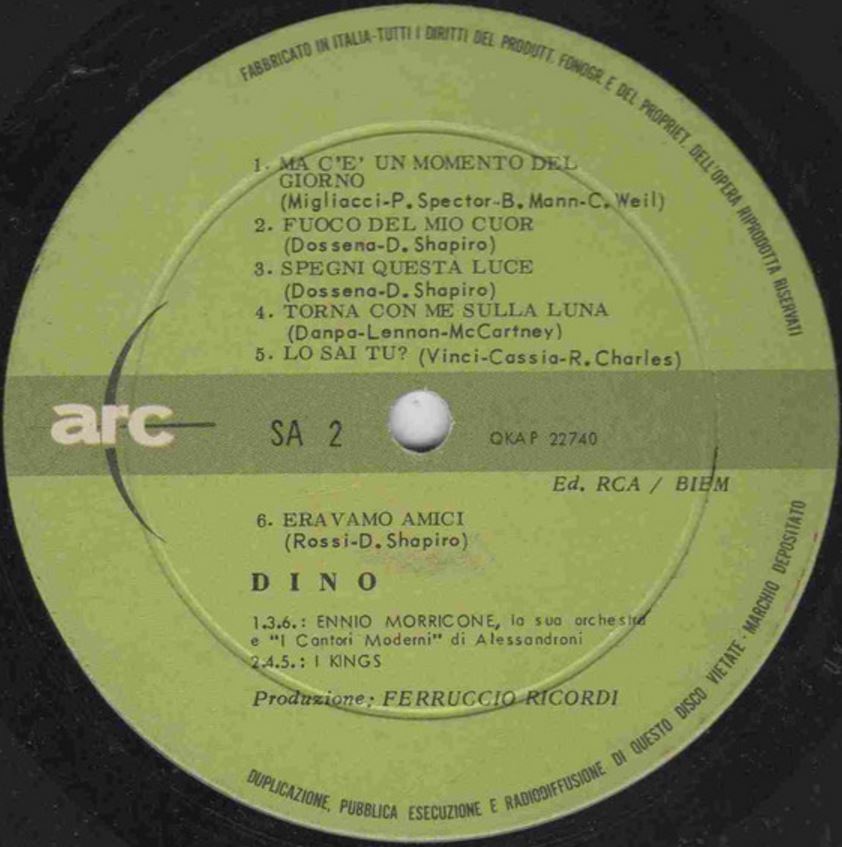 FABBRICATO IN ITALIA-TUTTI I DIRITTI DEL PRODUTT. FONOGR. E DEL PROPRIET. DELL'OPERA RIPRODOTTA RISERVATI
1. MA C'E' UN MOMENTO DEL
GIORNO
(Migliacci-P. Spector-B. Mann-C. Weil)
2. FUOCO DEL MIO CUOR
(Dossena-D. Shapiro)
3. SPEGNI QUESTA LUCE
(Dossena-D. Shapiro)
4. TORNA CON ME SULLA LUNA
(Danpa-Lennon-McCartney)
5. LO SAI TU? (Vinci-Cassia-R. Charles)
arc SA 2 QKAP 22740
Ed. RCA / BIEM
6. ERAVAMO AMICI
(Rossi-D. Shapiro)
DINO
1.3.6.: ENNIO MORRICONE, la sua orchestra
e "I Cantori Moderni" di Alessandroni
2.4.5.: I KINGS
Produzione: FERRUCCIO RICORDI
DUPLICAZIONE, PUBBLICA ESECUZIONE E RADIODIFFUSIONE DI QUESTO DISCO VIETATE - MARCHIO DEPOSITATO